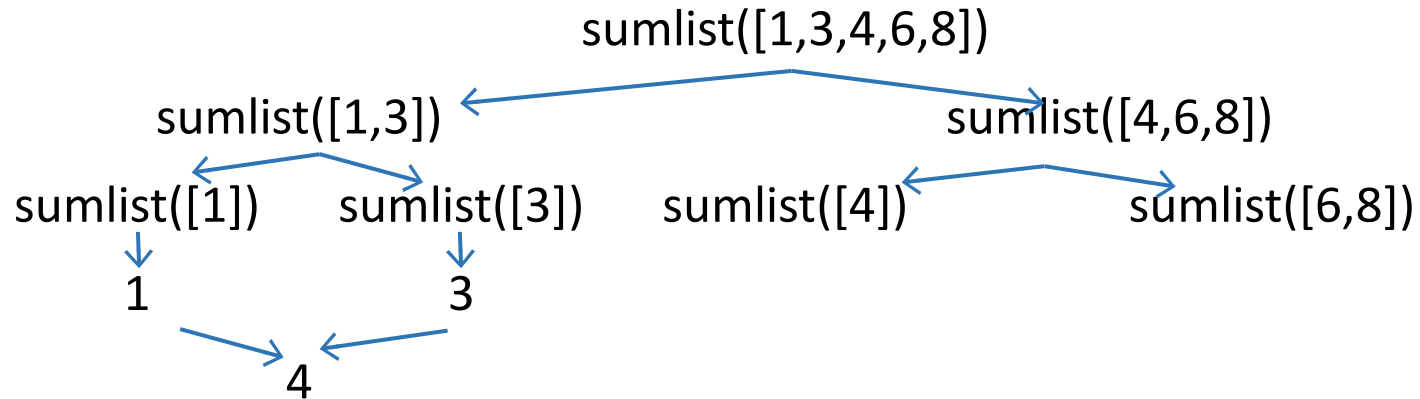 sumlist([1,3,4,6,8])
sumlist([1,3]) sumlist([4,6,8])
sumlist([1]) sumlist([3]) sumlist([4]) sumlist([6,8])
1 3
4